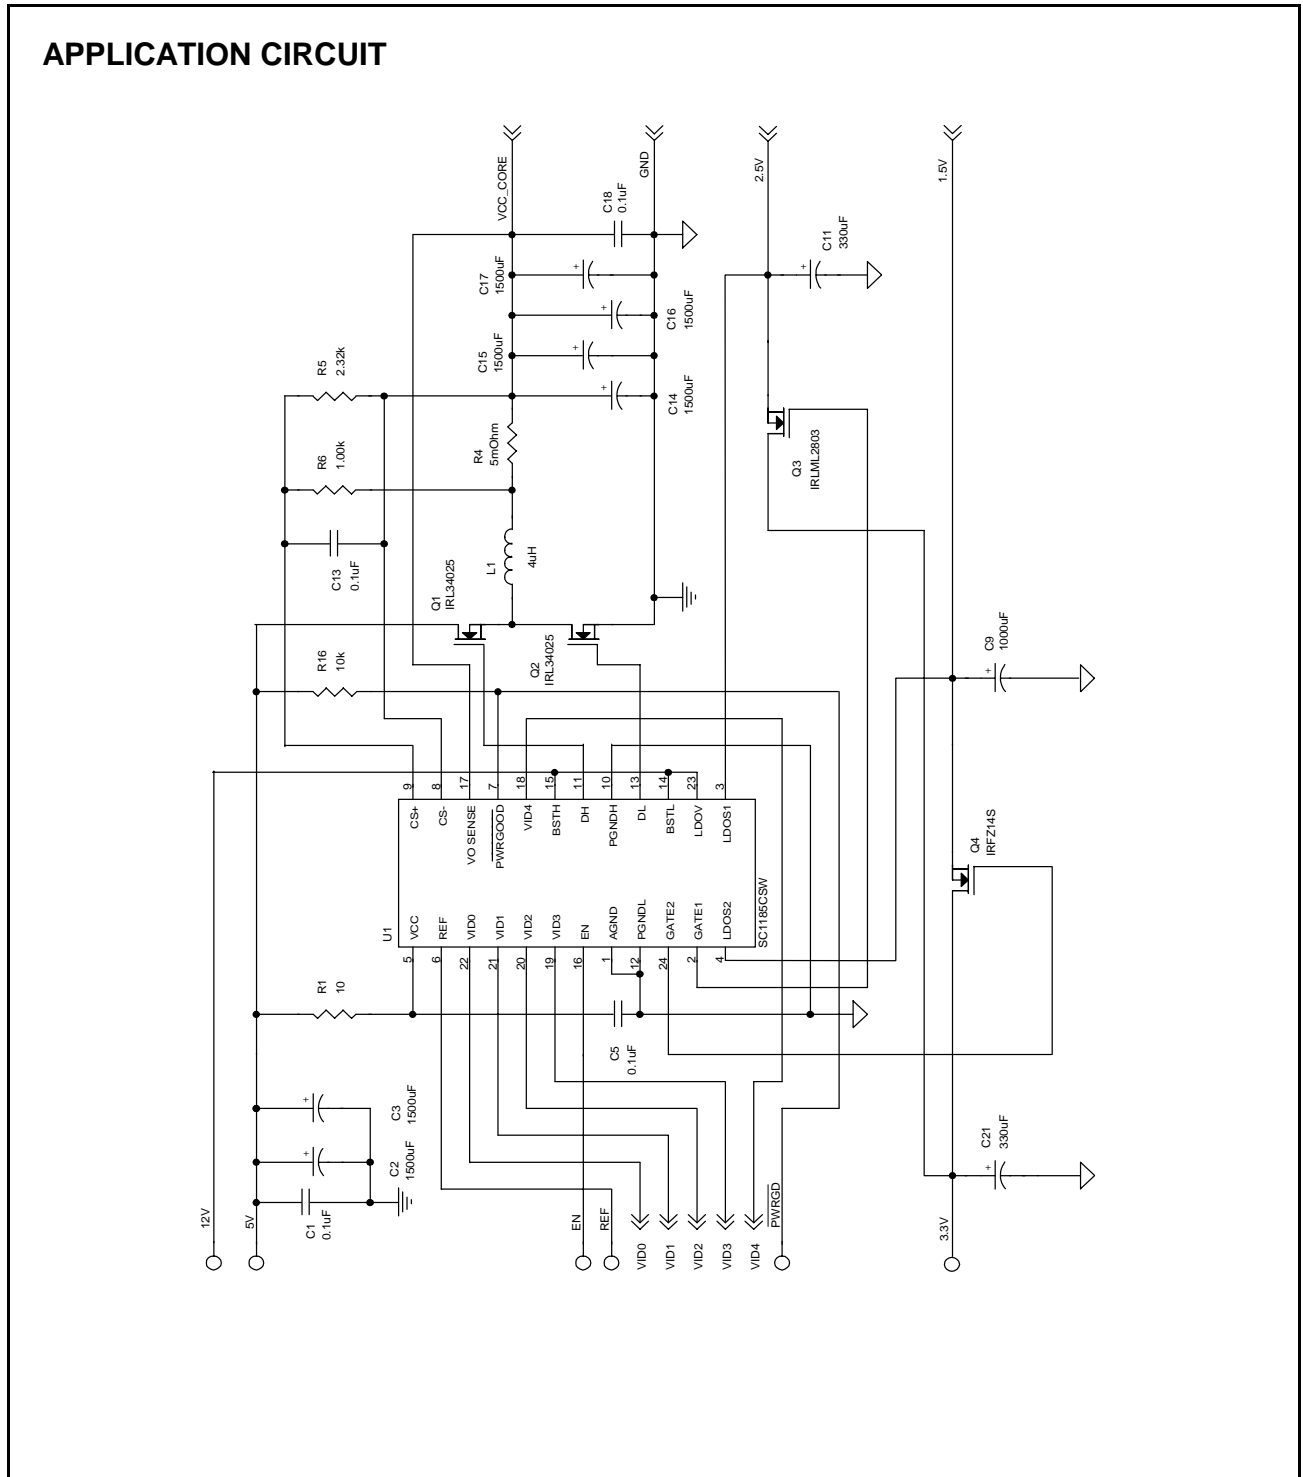 APPLICATION CIRCUIT
12V
5V
C1
0.1uF
C2
1500uF
C3
1500uF
R1
10
R16
10k
C13
0.1uF
R6
1.00k
R5
2.32k
Q1
IRL34025
Q2
IRL34025
L1
4uH
R4
5mOhm
C14
1500uF
C15
1500uF
C16
1500uF
C17
1500uF
C18
0.1uF
VCC_CORE
GND
U1
5 VCC
6 REF
22 VID0
21 VID1
20 VID2
19 VID3
16 EN
1 AGND
12 PGNDL
24 GATE2
2 GATE1
4 LDOS2
CS+ 9
CS- 8
VO SENSE 17
PWRGOOD 7
VID4 18
BSTH 15
DH 11
PGNDH 10
DL 13
BSTL 14
LDOV 23
LDOS1 3
SC1185CSW
C5
0.1uF
EN
REF
VID0
VID1
VID2
VID3
VID4
PWRGD
Q3
IRLML2803
C11
330uF
2.5V
3.3V
C21
330uF
Q4
IRFZ14S
C9
1000uF
1.5V
+
+
+
+
+
+
+
+
+